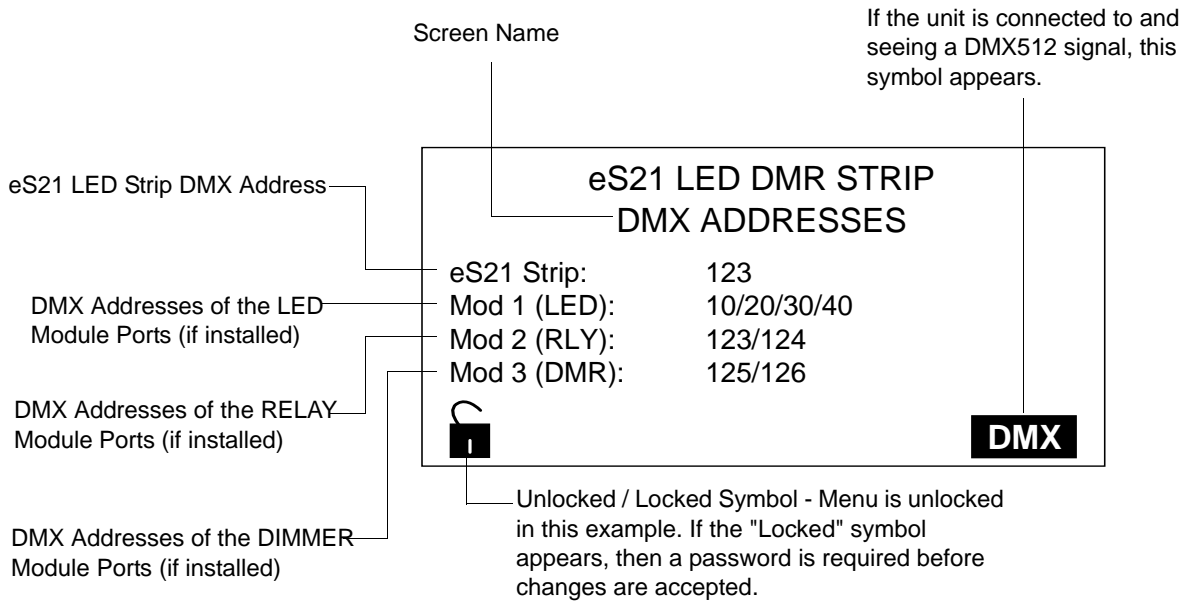 Screen Name
If the unit is connected to and
seeing a DMX512 signal, this
symbol appears.
eS21 LED Strip DMX Address
DMX Addresses of the LED
Module Ports (if installed)
DMX Addresses of the RELAY
Module Ports (if installed)
DMX Addresses of the DIMMER
Module Ports (if installed)
eS21 LED DMR STRIP
DMX ADDRESSES
eS21 Strip: 123
Mod 1 (LED): 10/20/30/40
Mod 2 (RLY): 123/124
Mod 3 (DMR): 125/126
DMX
Unlocked / Locked Symbol - Menu is unlocked
in this example. If the "Locked" symbol
appears, then a password is required before
changes are accepted.